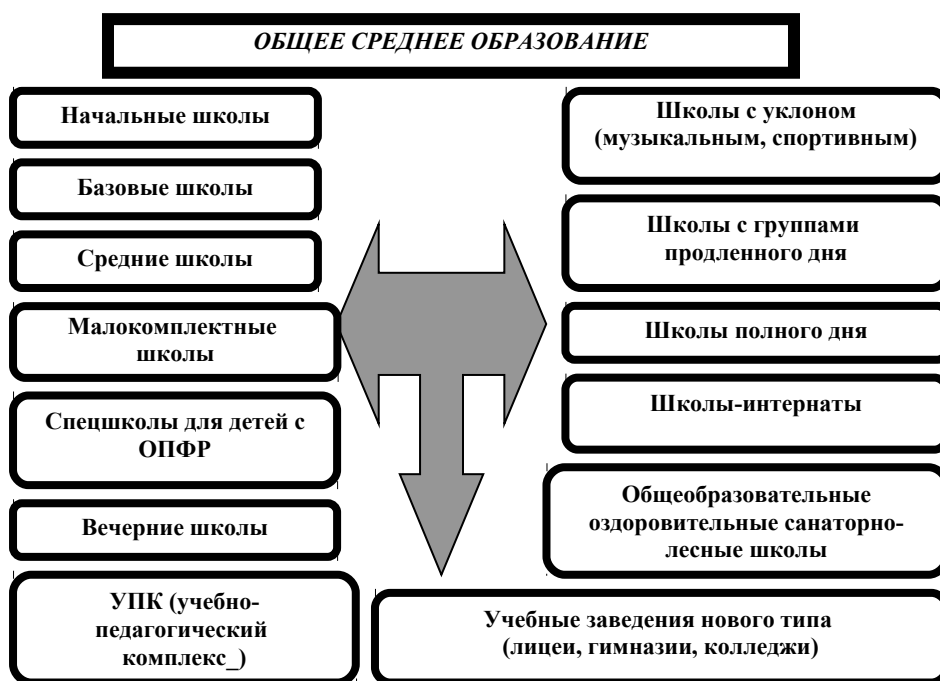 ОБЩЕЕ СРЕДНЕЕ ОБРАЗОВАНИЕ
Начальные школы
Базовые школы
Средние школы
Малокомплектные
школы
Спецшколы для детей с
ОПФР
Вечерние школы
УПК (учебно-
педагогический
комплекс_)
Школы с уклоном
(музыкальным, спортивным)
Школы с группами
продленного дня
Школы полного дня
Школы-интернаты
Общеобразовательные
оздоровительные санаторно-
лесные школы
Учебные заведения нового типа
(лицеи, гимназии, колледжи)